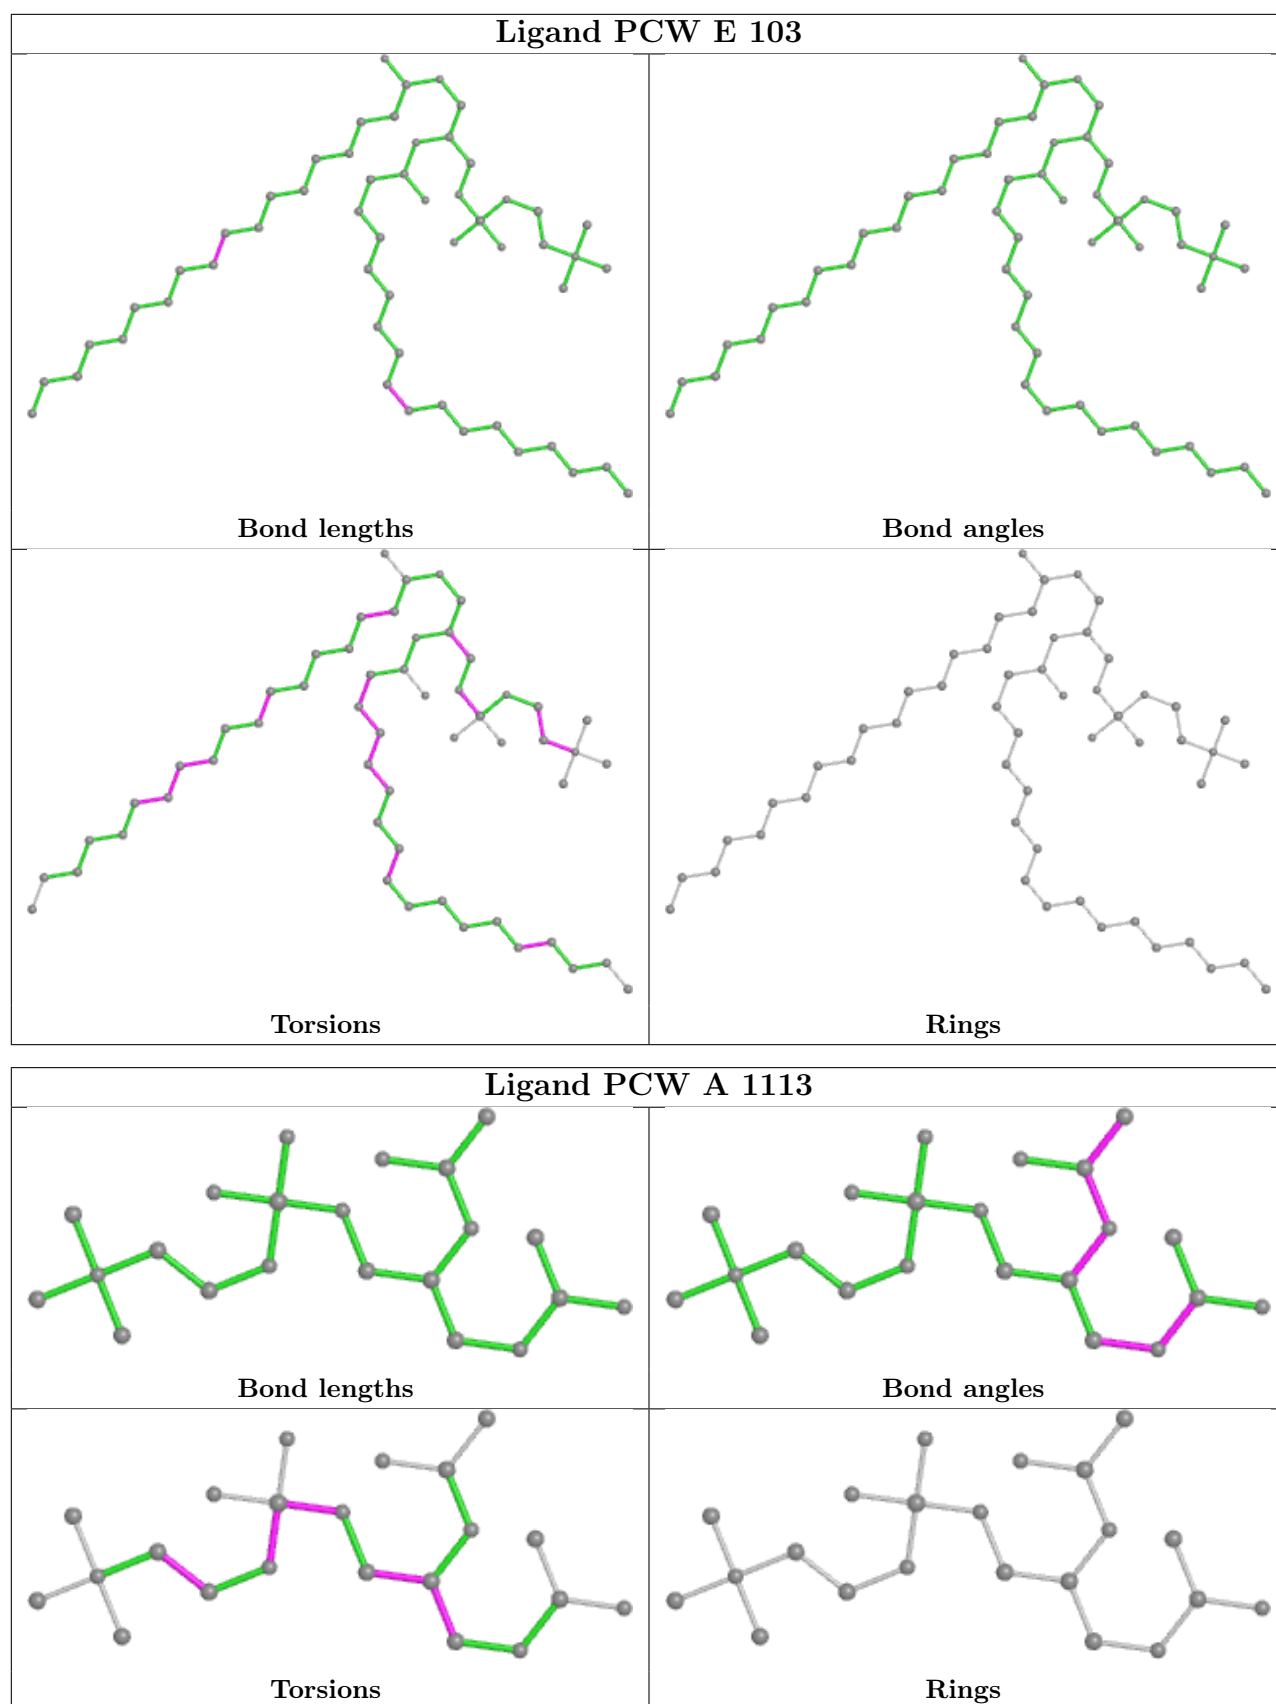 Ligand PCW E 103
Bond lengths
Bond angles
Torsions
Rings
Ligand PCW A 1113
Bond lengths
Bond angles
Torsions
Rings